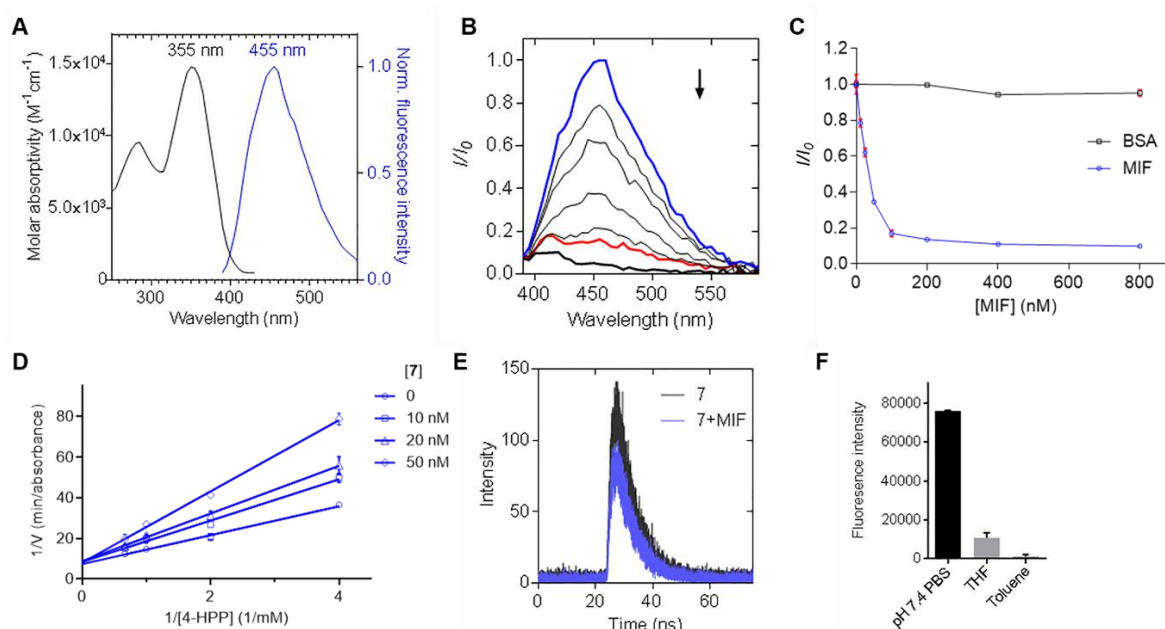 A
355 nm 455 nm
Molar absorptivity (M⁻¹cm⁻¹)
1.5x10⁴
1.0x10⁴
5.0x10³
0
Norm. fluorescence intensity
1.0
0.5
0.0
300 400 500
Wavelength (nm)
B
I/I₀
1.0
0.8
0.6
0.4
0.2
0.0
400 450 500 550
Wavelength (nm)
C
I/I₀
1.2
1.0
0.8
0.6
0.4
0.2
0.0
BSA
MIF
0 200 400 600 800
[MIF] (nM)
D
1/V (min/absorbance)
80
60
40
20
0
[7]
0
10 nM
20 nM
50 nM
0 2 4
1/[4-HPP] (1/mM)
E
Intensity
150
100
50
0
7
7+MIF
0 20 40 60
Time (ns)
F
Fluoresence intensity
80000
60000
40000
20000
0
pH 7.4 PBS
THF
Toluene